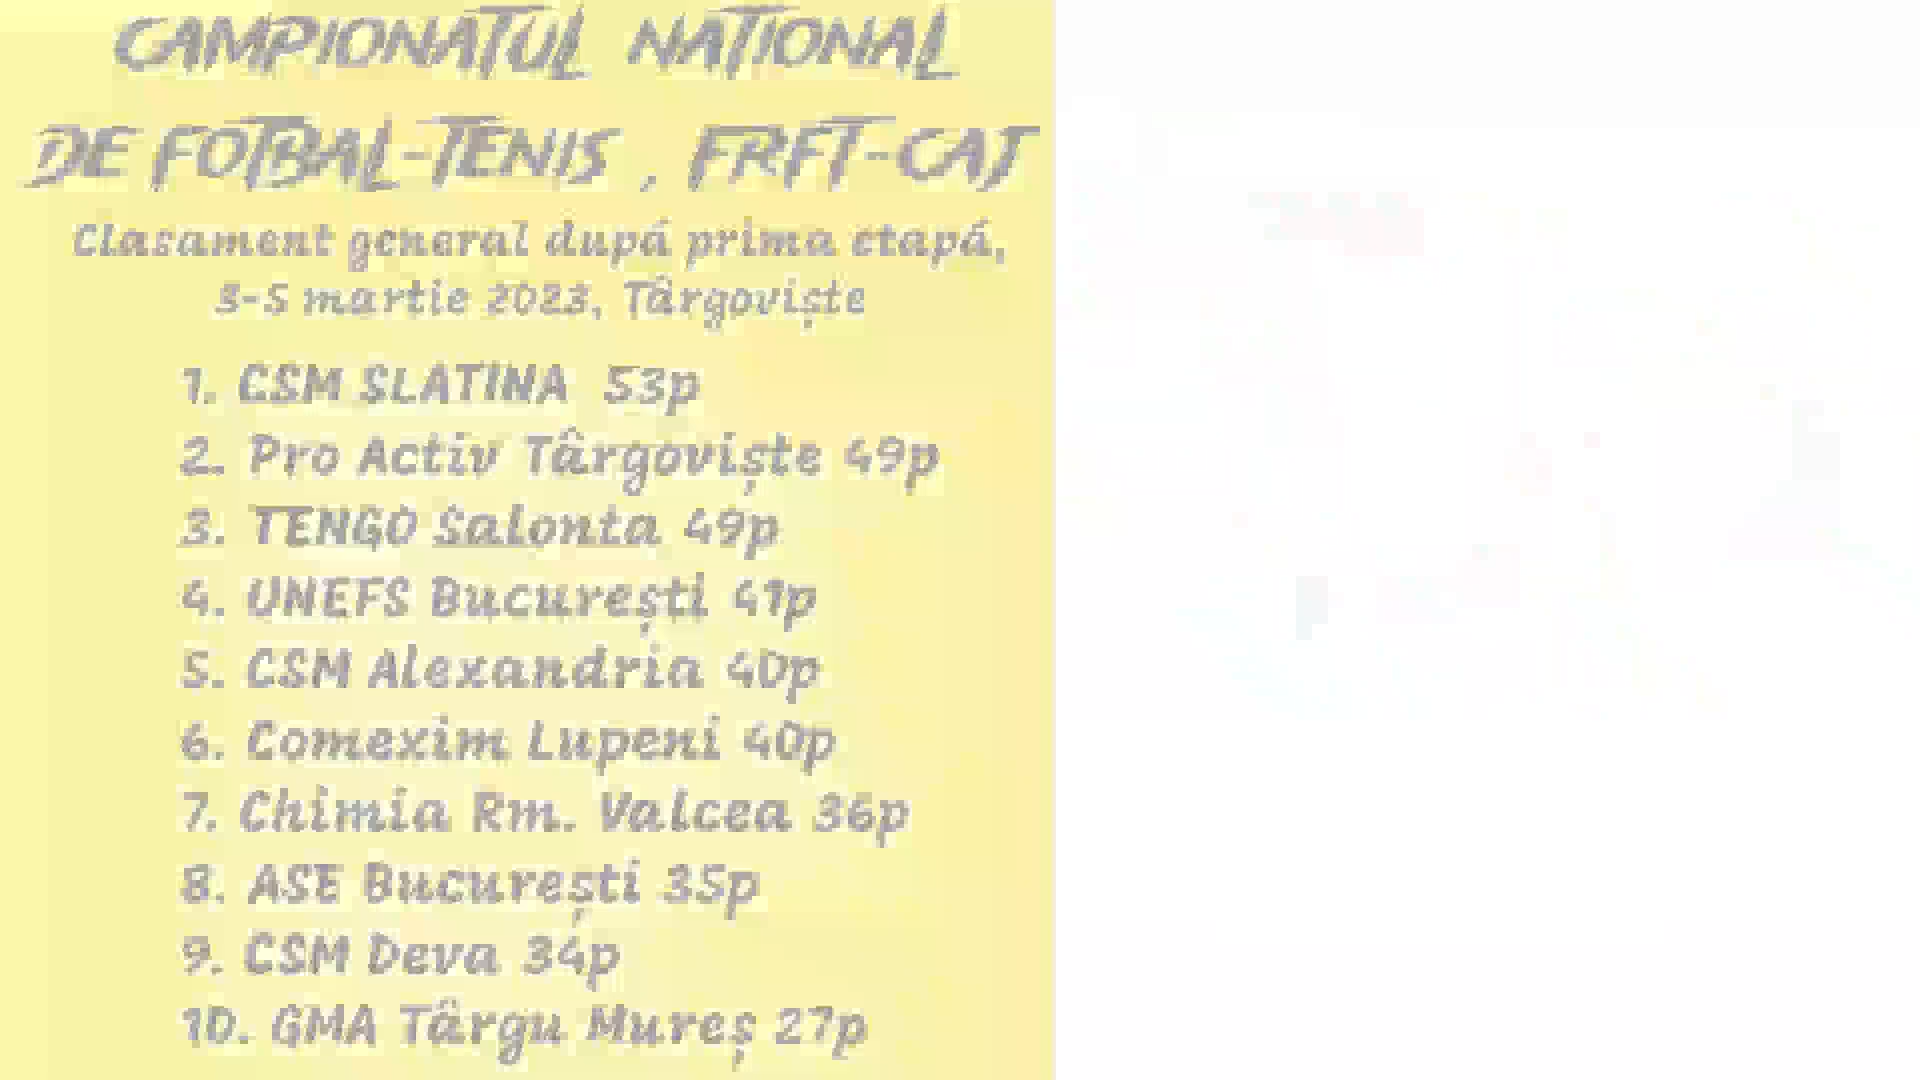 CAMPIONATUL NATIONAL
DE FOTBAL-TENIS , FRFT-CAT
Clasament general după prima etapă,
3-5 martie 2023, Târgoviște
1. CSM SLATINA 53p
2. Pro Activ Târgoviște 49p
3. TENGO Salonta 49p
4. UNEFS București 41p
5. CSM Alexandria 40p
6. Comexim Lupeni 40p
7. Chimia Rm. Valcea 36p
8. ASE București 35p
9. CSM Deva 34p
10. GMA Târgu Mureș 27p